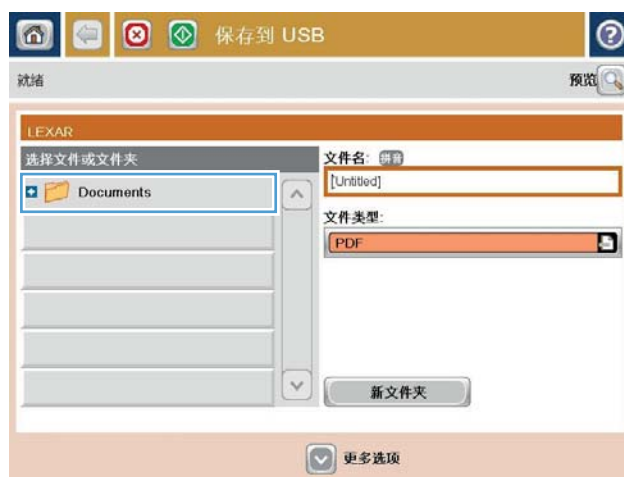 保存到 USB
就绪
预览
LEXAR
选择文件或文件夹
Documents
文件名: 拼音
[Untitled]
文件类型:
PDF
新文件夹
更多选项